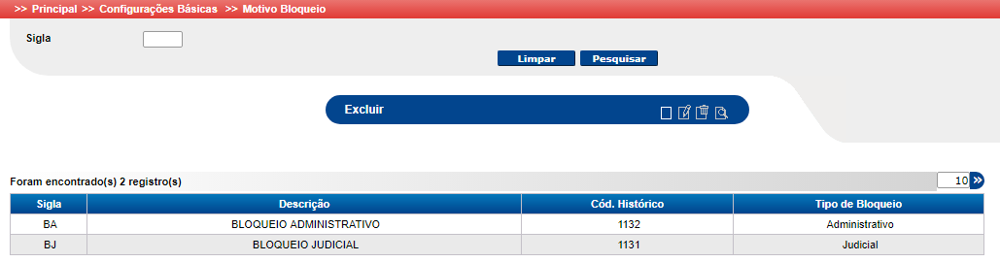 >> Principal >> Configurações Básicas >> Motivo Bloqueio
Sigla
Limpar Pesquisar
Excluir
Foram encontrado(s) 2 registro(s) 10 »
Sigla Descrição Cód. Histórico Tipo de Bloqueio
BA BLOQUEIO ADMINISTRATIVO 1132 Administrativo
BJ BLOQUEIO JUDICIAL 1131 Judicial